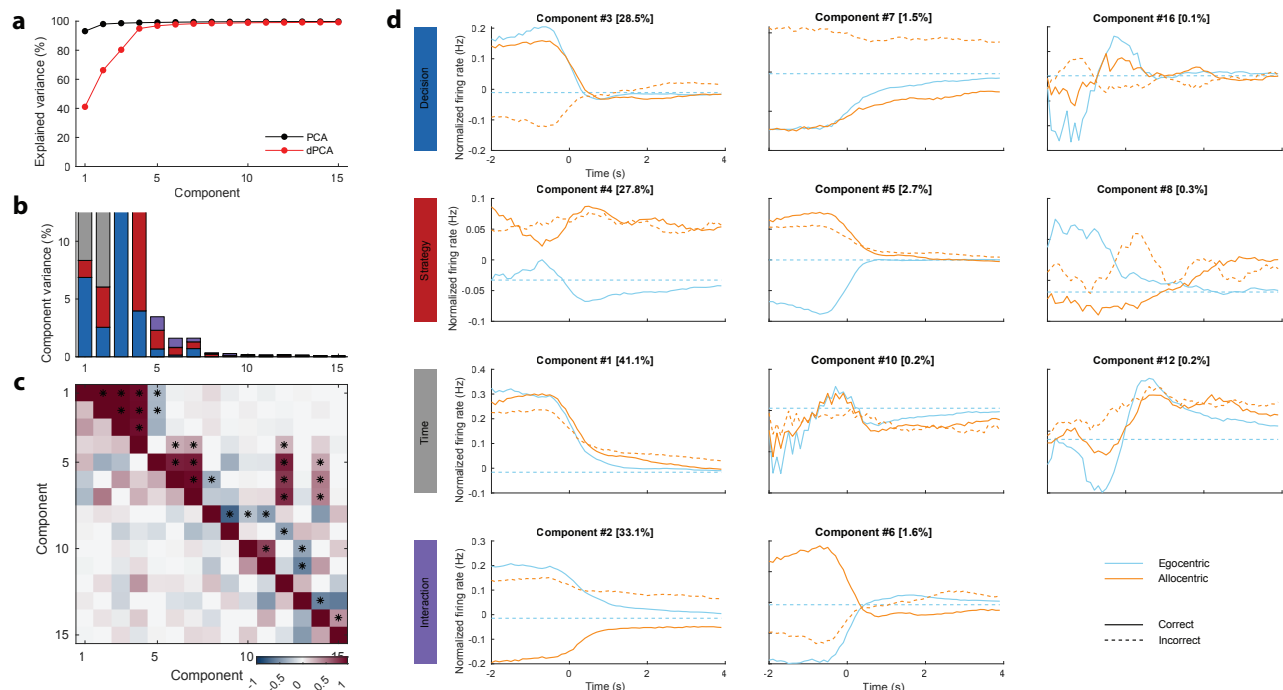 a
Explained variance (%)
100
80
60
40
20
0
1
5
10
15
Component
PCA
dPCA
b
Component variance (%)
10
5
0
1
5
10
15
c
Component
1
5
10
15
1
5
10
15
Component
-1
-0.5
0
0.5
1
d
Decision
Component #3 [28.5%]
Normalized firing rate (Hz)
0.2
0.1
0
-0.1
-0.2
-2
0
2
4
Time (s)
Component #7 [1.5%]
Component #16 [0.1%]
Strategy
Component #4 [27.8%]
Normalized firing rate (Hz)
0.1
0.05
0
-0.05
-0.1
Component #5 [2.7%]
Component #8 [0.3%]
Time
Component #1 [41.1%]
Normalized firing rate (Hz)
0.4
0.3
0.2
0.1
0
-0.1
Component #10 [0.2%]
Component #12 [0.2%]
Interaction
Component #2 [33.1%]
Normalized firing rate (Hz)
0.3
0.2
0.1
0
-0.1
-0.2
-2
0
2
4
Time (s)
Component #6 [1.6%]
-2
0
2
4
Time (s)
Egocentric
Allocentric
Correct
Incorrect